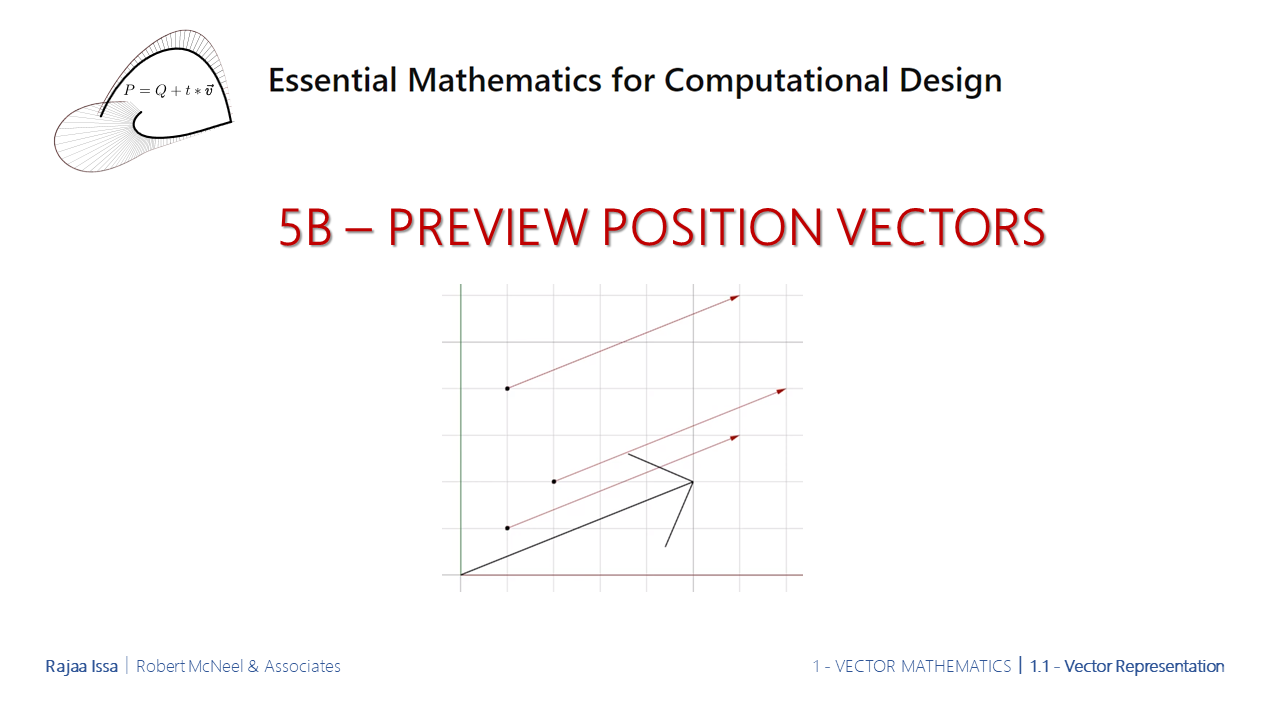 P = Q + t * v⃗
Essential Mathematics for Computational Design
5B – PREVIEW POSITION VECTORS
Rajaa Issa | Robert McNeel & Associates
1 - VECTOR MATHEMATICS | 1.1 - Vector Representation